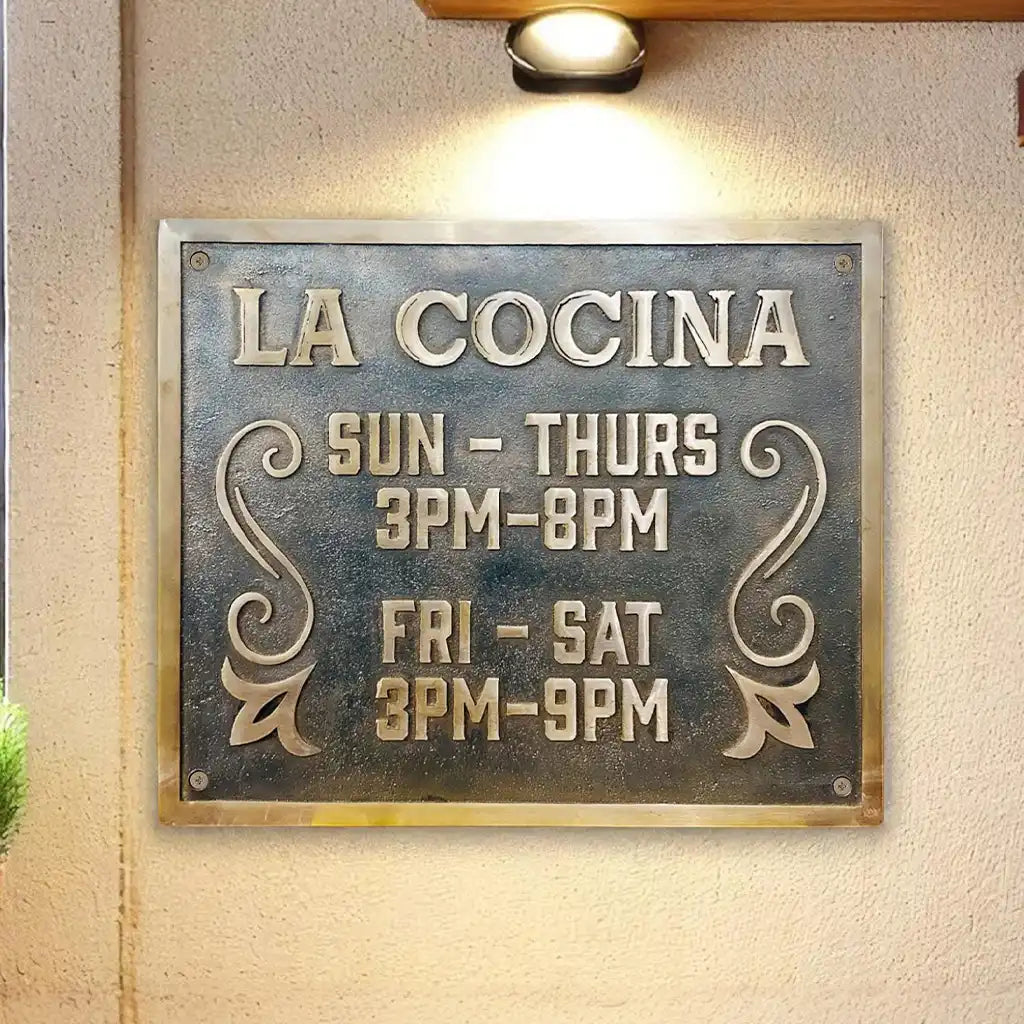 LA COCINA
SUN - THURS
3PM-8PM
FRI - SAT
3PM-9PM